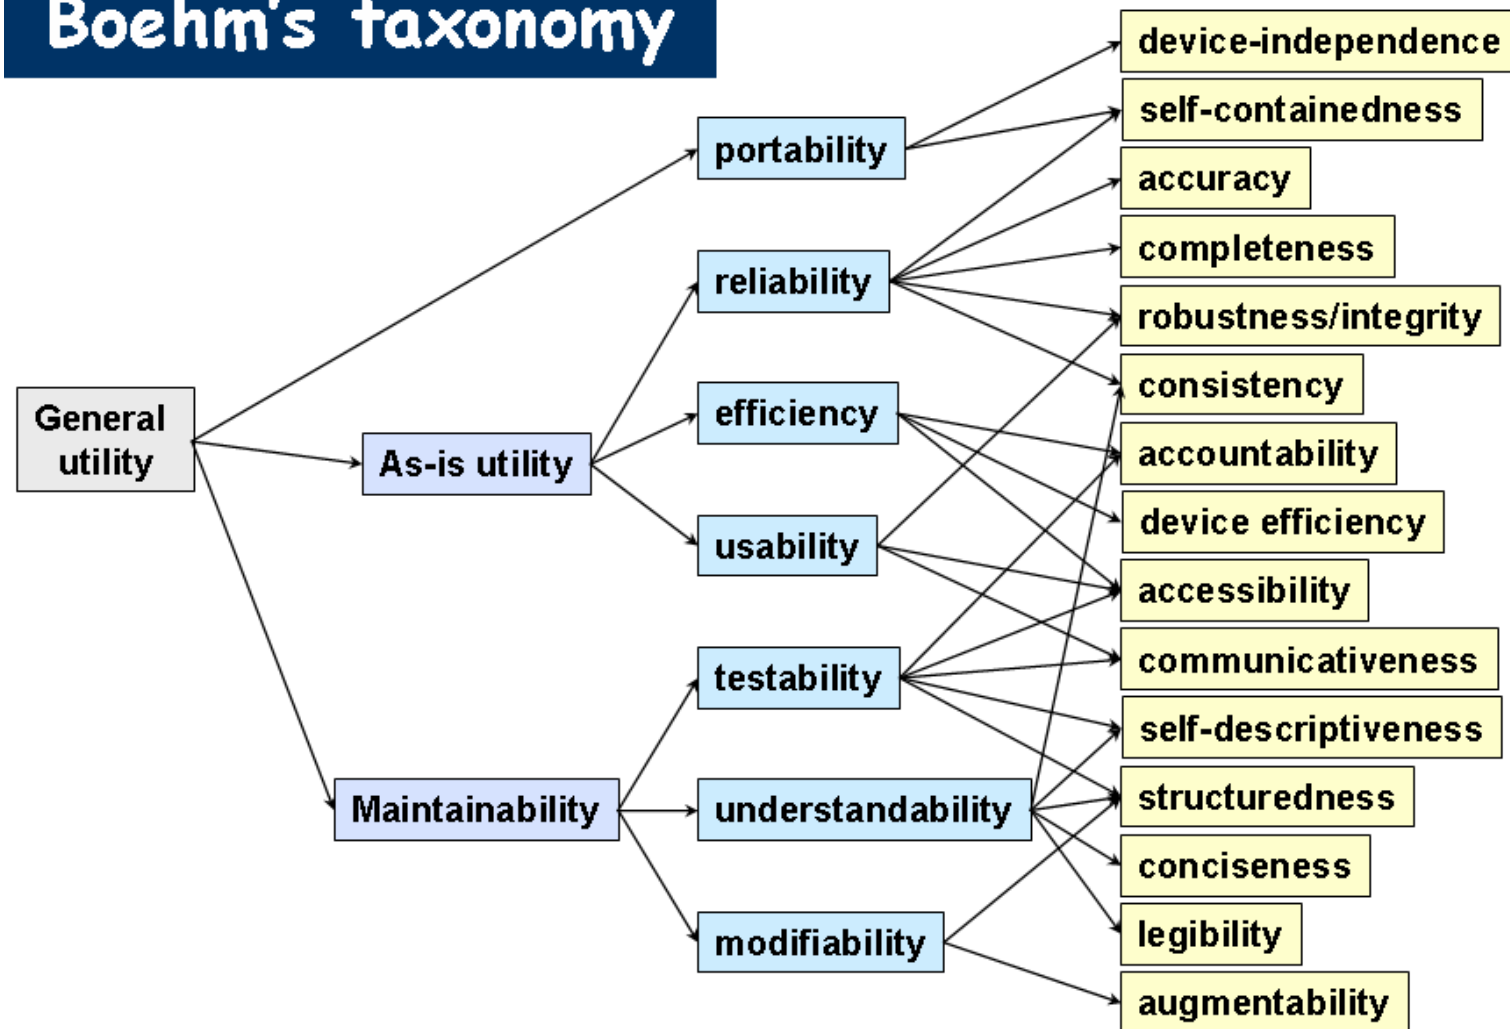 Boehm's taxonomy
General
utility
As-is utility
Maintainability
portability
reliability
efficiency
usability
testability
understandability
modifiability
device-independence
self-containedness
accuracy
completeness
robustness/integrity
consistency
accountability
device efficiency
accessibility
communicativeness
self-descriptiveness
structuredness
conciseness
legibility
augmentability